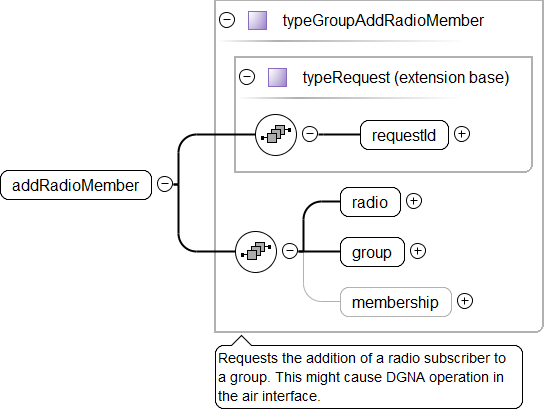 typeGroupAddRadioMember
typeRequest (extension base)
requestId
addRadioMember
radio
group
membership
Requests the addition of a radio subscriber to
a group. This might cause DGNA operation in
the air interface.